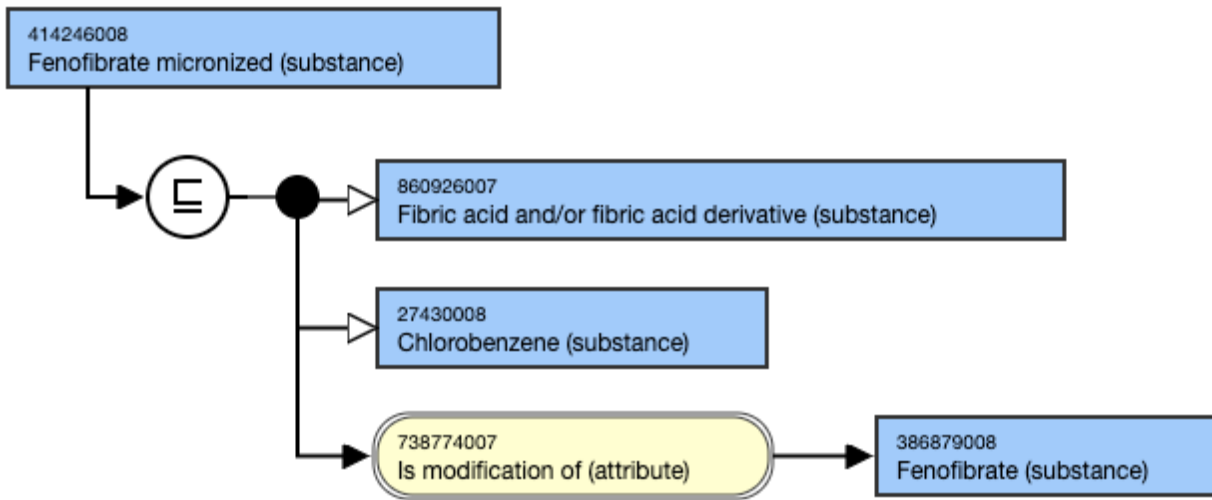 414246008
Fenofibrate micronized (substance)
⊑
860926007
Fibric acid and/or fibric acid derivative (substance)
27430008
Chlorobenzene (substance)
738774007
Is modification of (attribute)
386879008
Fenofibrate (substance)